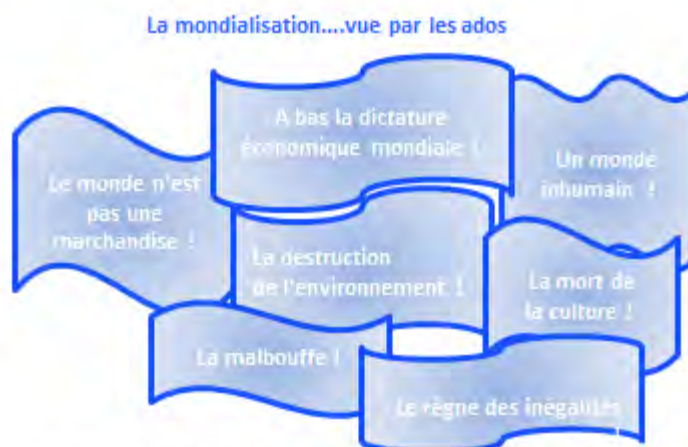 La mondialisation....vue par les ados
A bas la dictature
économique mondiale !
Le monde n'est
pas une
marchandise !
Un monde
inhumain !
La destruction
de l'environnement !
La mort de
la culture !
La malbouffe !
Le règne des inégalités
!